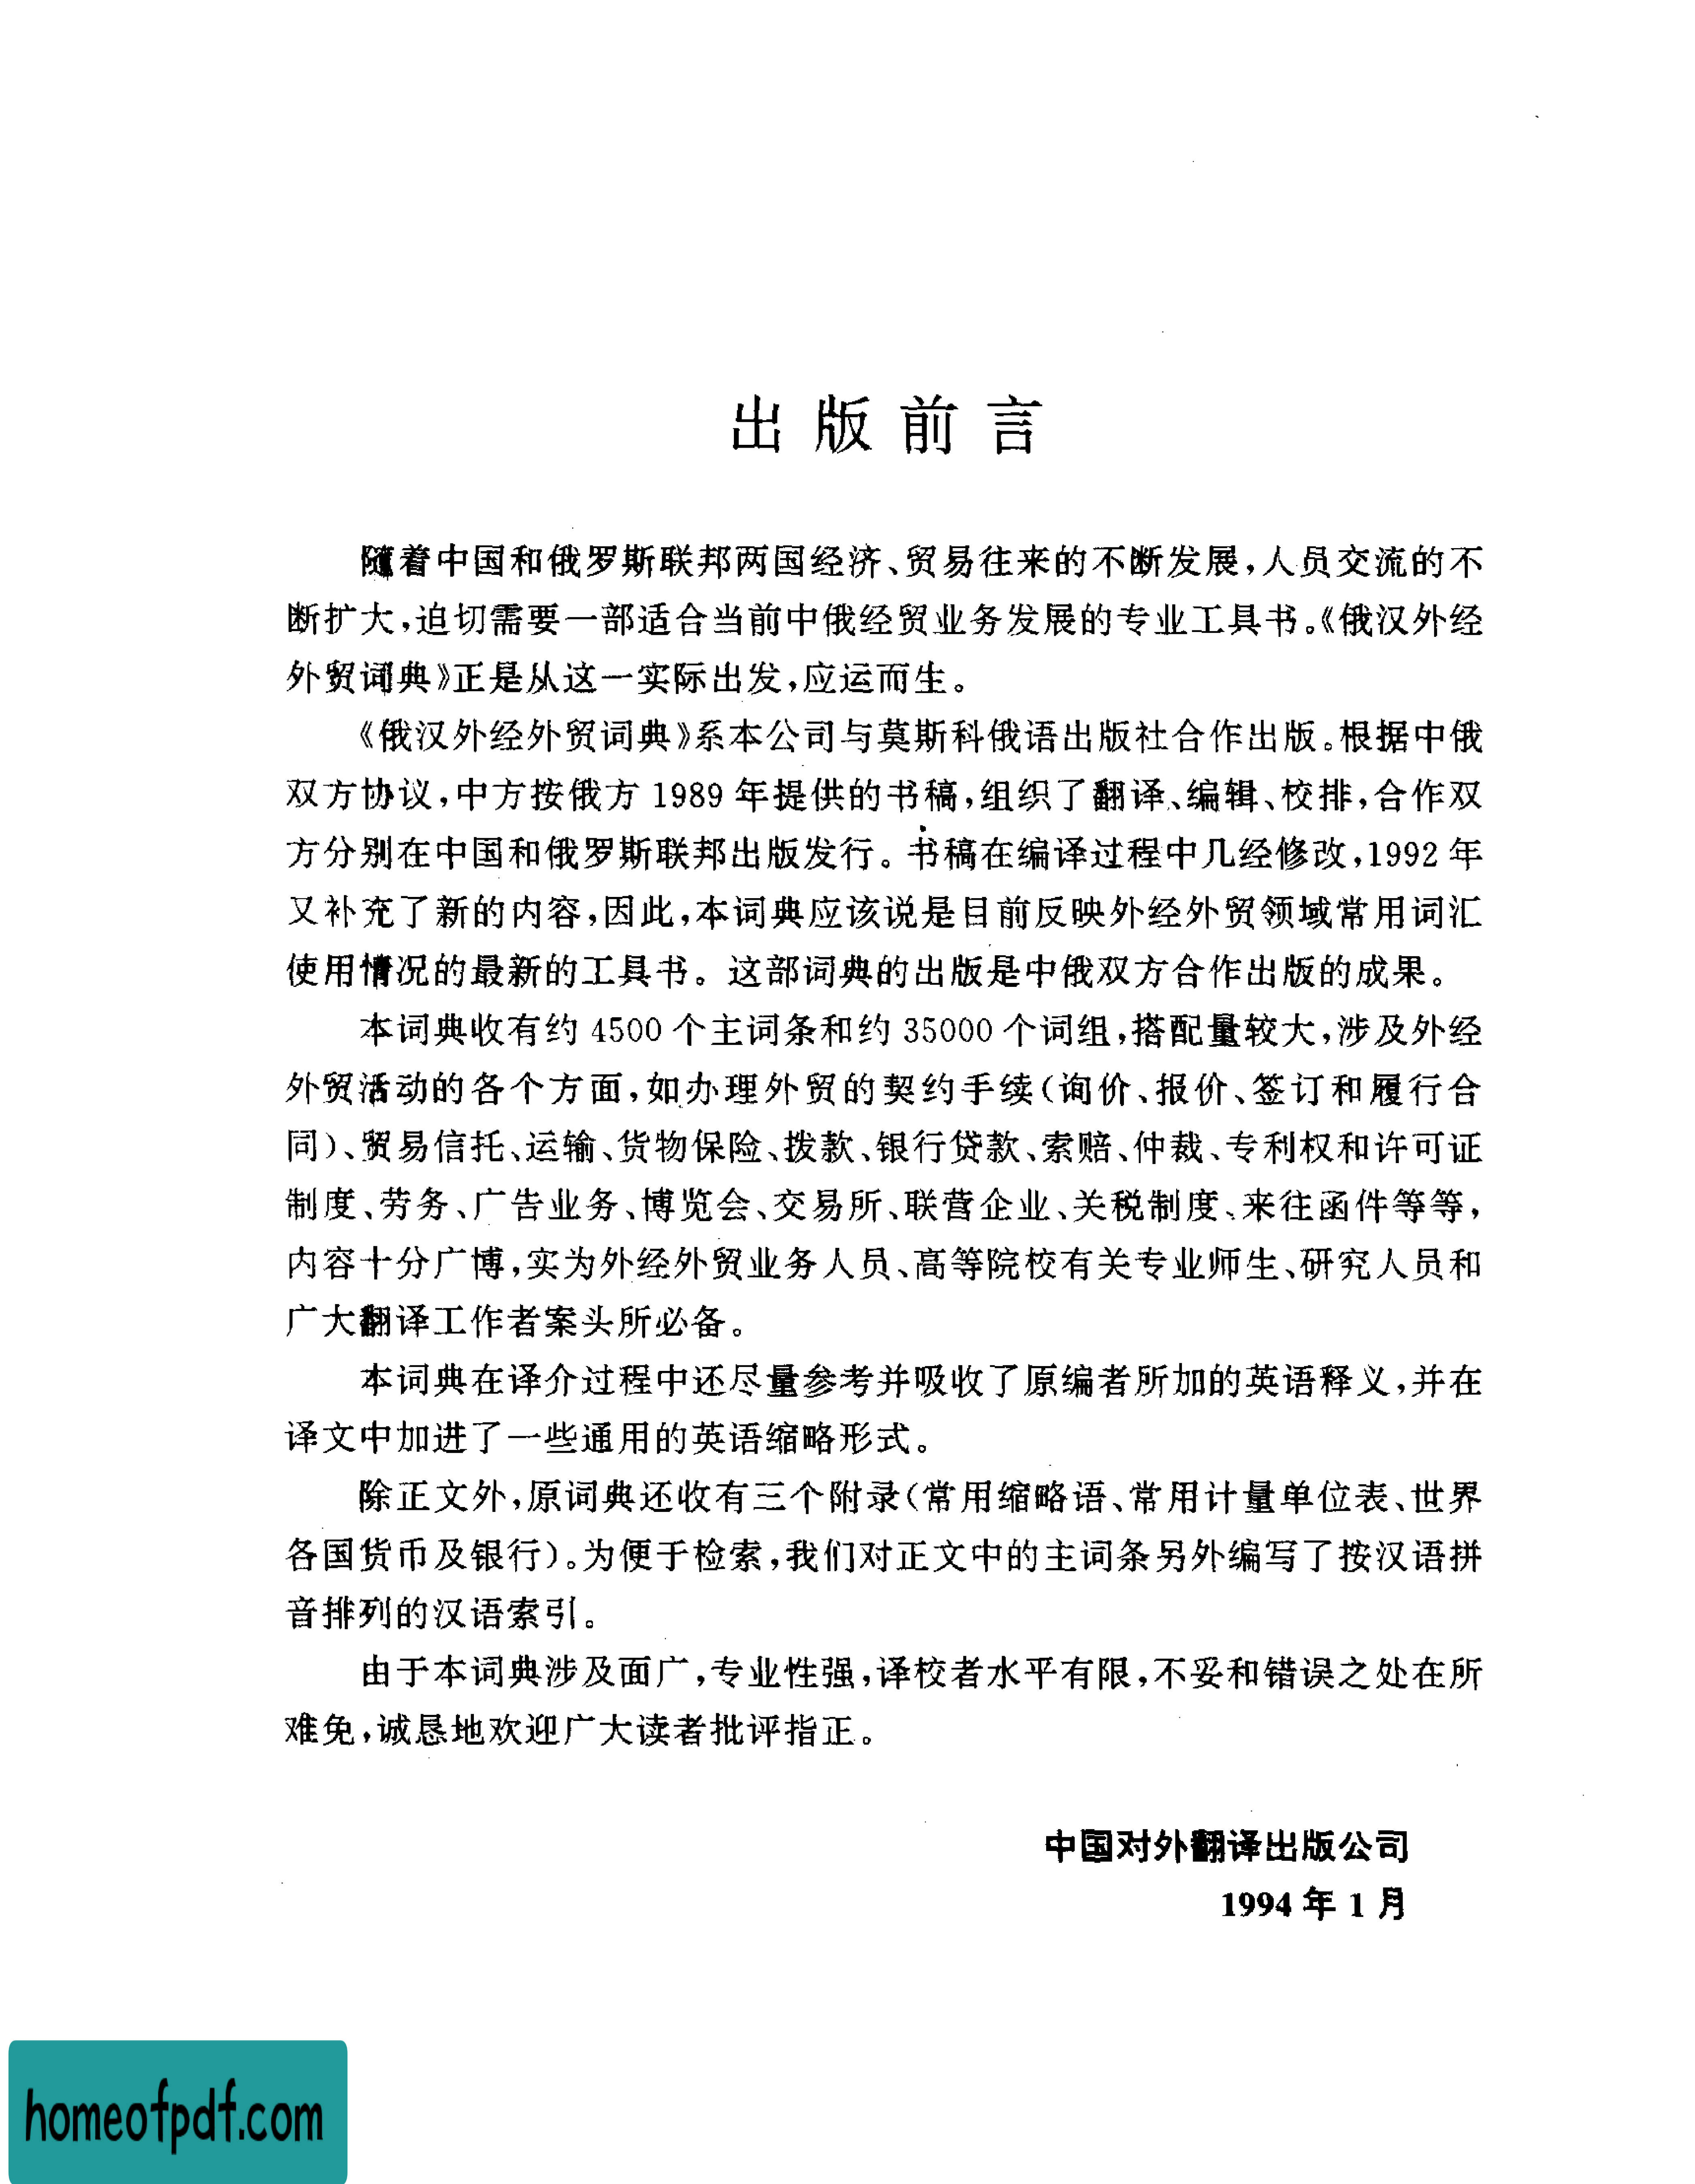 出版前言
随着中国和俄罗斯联邦两国经济、贸易往来的不断发展,人员交流的不
断扩大,迫切需要一部适合当前中俄经贸业务发展的专业工具书。《俄汉外经
外贸词典》正是从这一实际出发,应运而生。
《俄汉外经外贸词典》系本公司与莫斯科俄语出版社合作出版。根据中俄
双方协议,中方按俄方 1989 年提供的书稿,组织了翻译、编辑、校排,合作双
方分别在中国和俄罗斯联邦出版发行。书稿在编译过程中几经修改,1992 年
又补充了新的内容,因此,本词典应该说是目前反映外经外贸领域常用词汇
使用情况的最新的工具书。这部词典的出版是中俄双方合作出版的成果。
本词典收有约 4500 个主词条和约 35000 个词组,搭配量较大,涉及外经
外贸活动的各个方面,如办理外贸的契约手续(询价、报价、签订和履行合
同)、贸易信托、运输、货物保险、拨款、银行贷款、索赔、仲裁、专利权和许可证
制度、劳务、广告业务、博览会、交易所、联营企业、关税制度、来往函件等等,
内容十分广博,实为外经外贸业务人员、高等院校有关专业师生、研究人员和
广大翻译工作者案头所必备。
本词典在译介过程中还尽量参考并吸收了原编者所加的英语释义,并在
译文中加进了一些通用的英语缩略形式。
除正文外,原词典还收有三个附录(常用缩略语、常用计量单位表、世界
各国货币及银行)。为便于检索,我们对正文中的主词条另外编写了按汉语拼
音排列的汉语索引。
由于本词典涉及面广,专业性强,译校者水平有限,不妥和错误之处在所
难免,诚恳地欢迎广大读者批评指正。
中国对外翻译出版公司
1994 年 1 月
homeofpdf.com